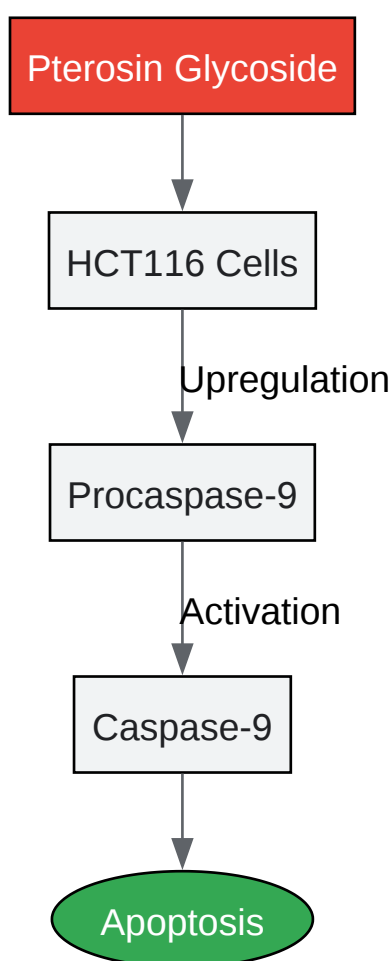 Pterosin Glycoside
HCT116 Cells
Upregulation
Procaspase-9
Activation
Caspase-9
Apoptosis